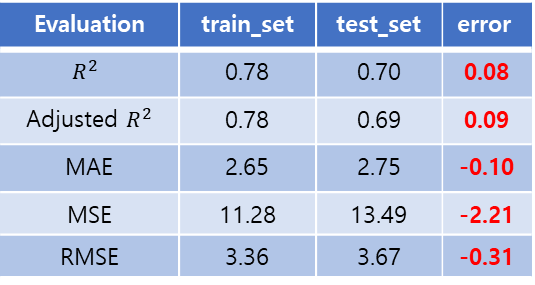 Evaluation train_set test_set error
R² 0.78 0.70 0.08
Adjusted R² 0.78 0.69 0.09
MAE 2.65 2.75 -0.10
MSE 11.28 13.49 -2.21
RMSE 3.36 3.67 -0.31